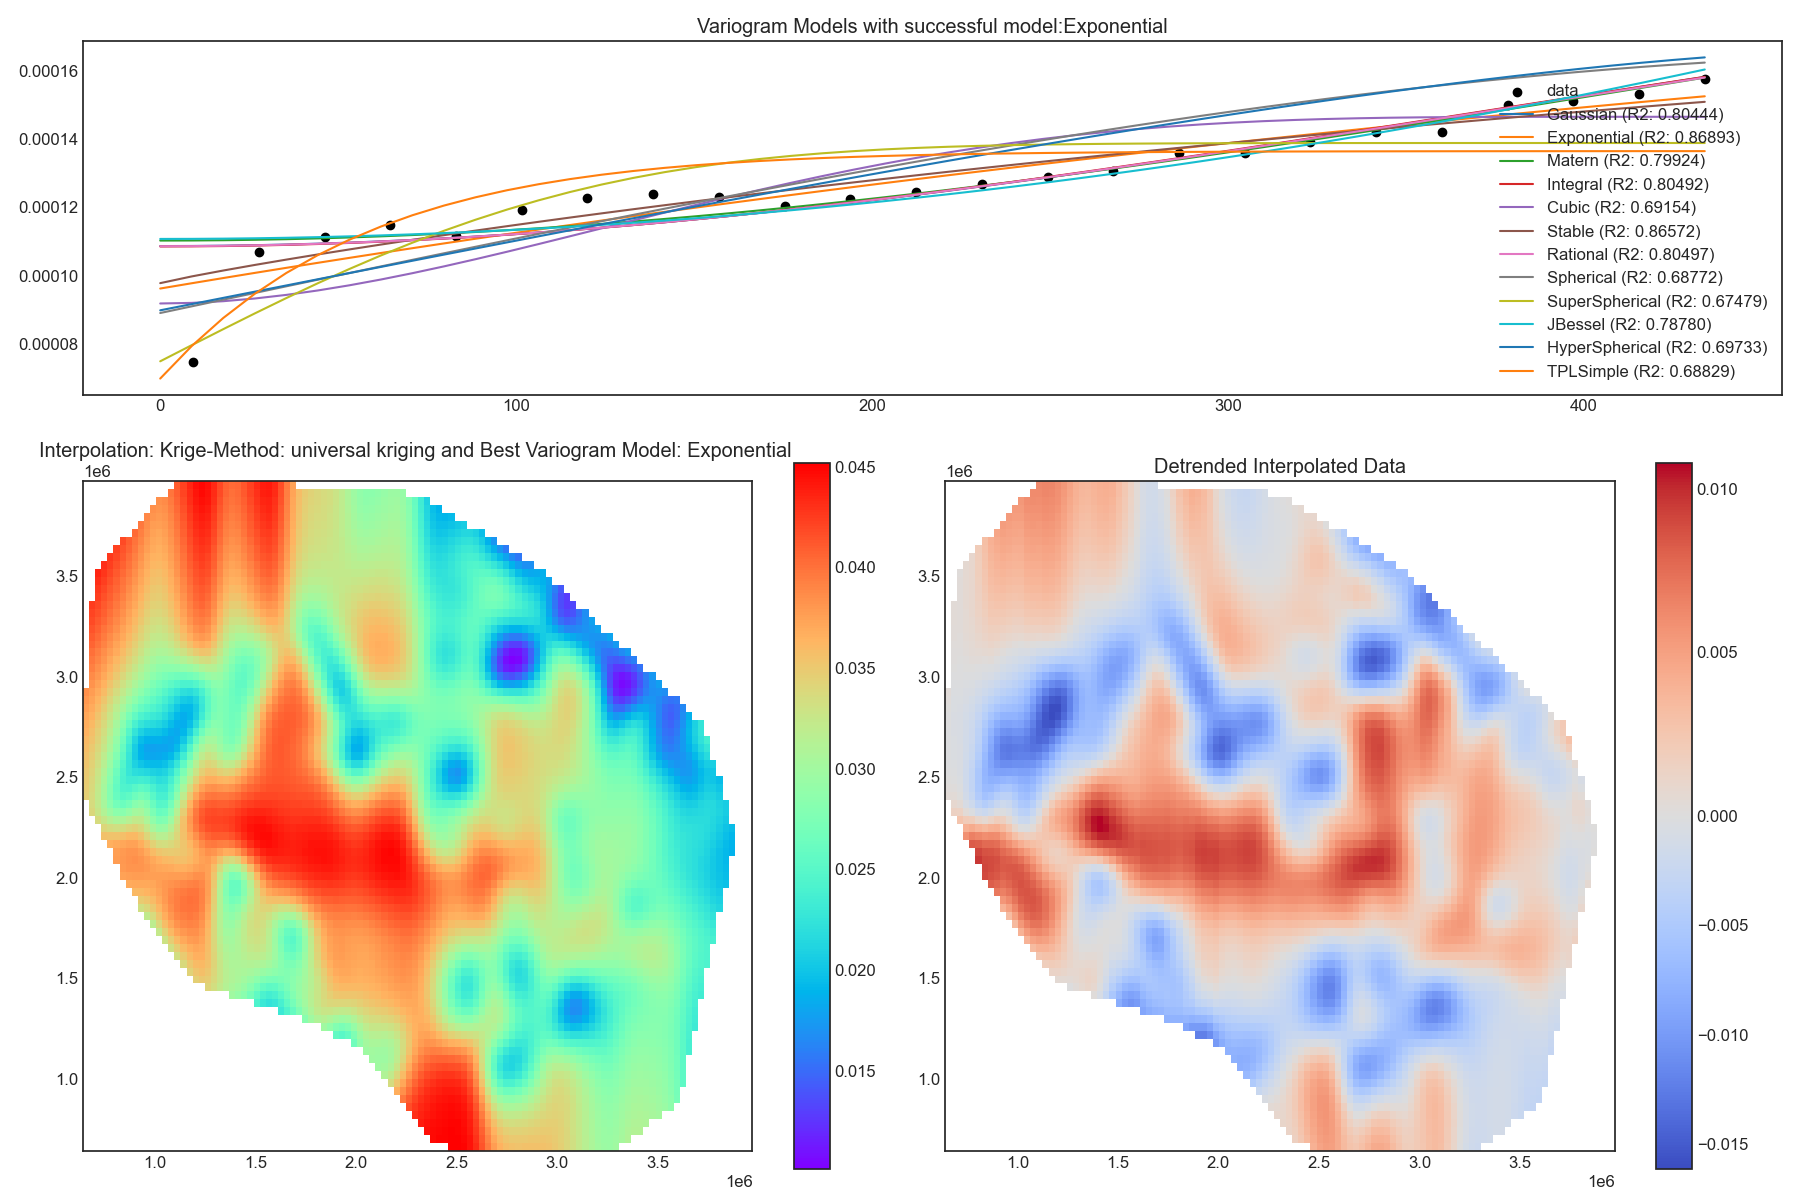 Variogram Models with successful model:Exponential
0.00016
0.00014
0.00012
0.00010
0.00008
data
Gaussian (R2: 0.80444)
Exponential (R2: 0.86893)
Matern (R2: 0.79924)
Integral (R2: 0.80492)
Cubic (R2: 0.69154)
Stable (R2: 0.86572)
Rational (R2: 0.80497)
Spherical (R2: 0.68772)
SuperSpherical (R2: 0.67479)
JBessel (R2: 0.78780)
HyperSpherical (R2: 0.69733)
TPLSimple (R2: 0.68829)
0 100 200 300 400
Interpolation: Krige-Method: universal kriging and Best Variogram Model: Exponential
1e6
3.5
3.0
2.5
2.0
1.5
1.0
1.0 1.5 2.0 2.5 3.0 3.5
1e6
0.045
0.040
0.035
0.030
0.025
0.020
0.015
Detrended Interpolated Data
1e6
3.5
3.0
2.5
2.0
1.5
1.0
1.0 1.5 2.0 2.5 3.0 3.5
1e6
0.010
0.005
0.000
−0.005
−0.010
−0.015